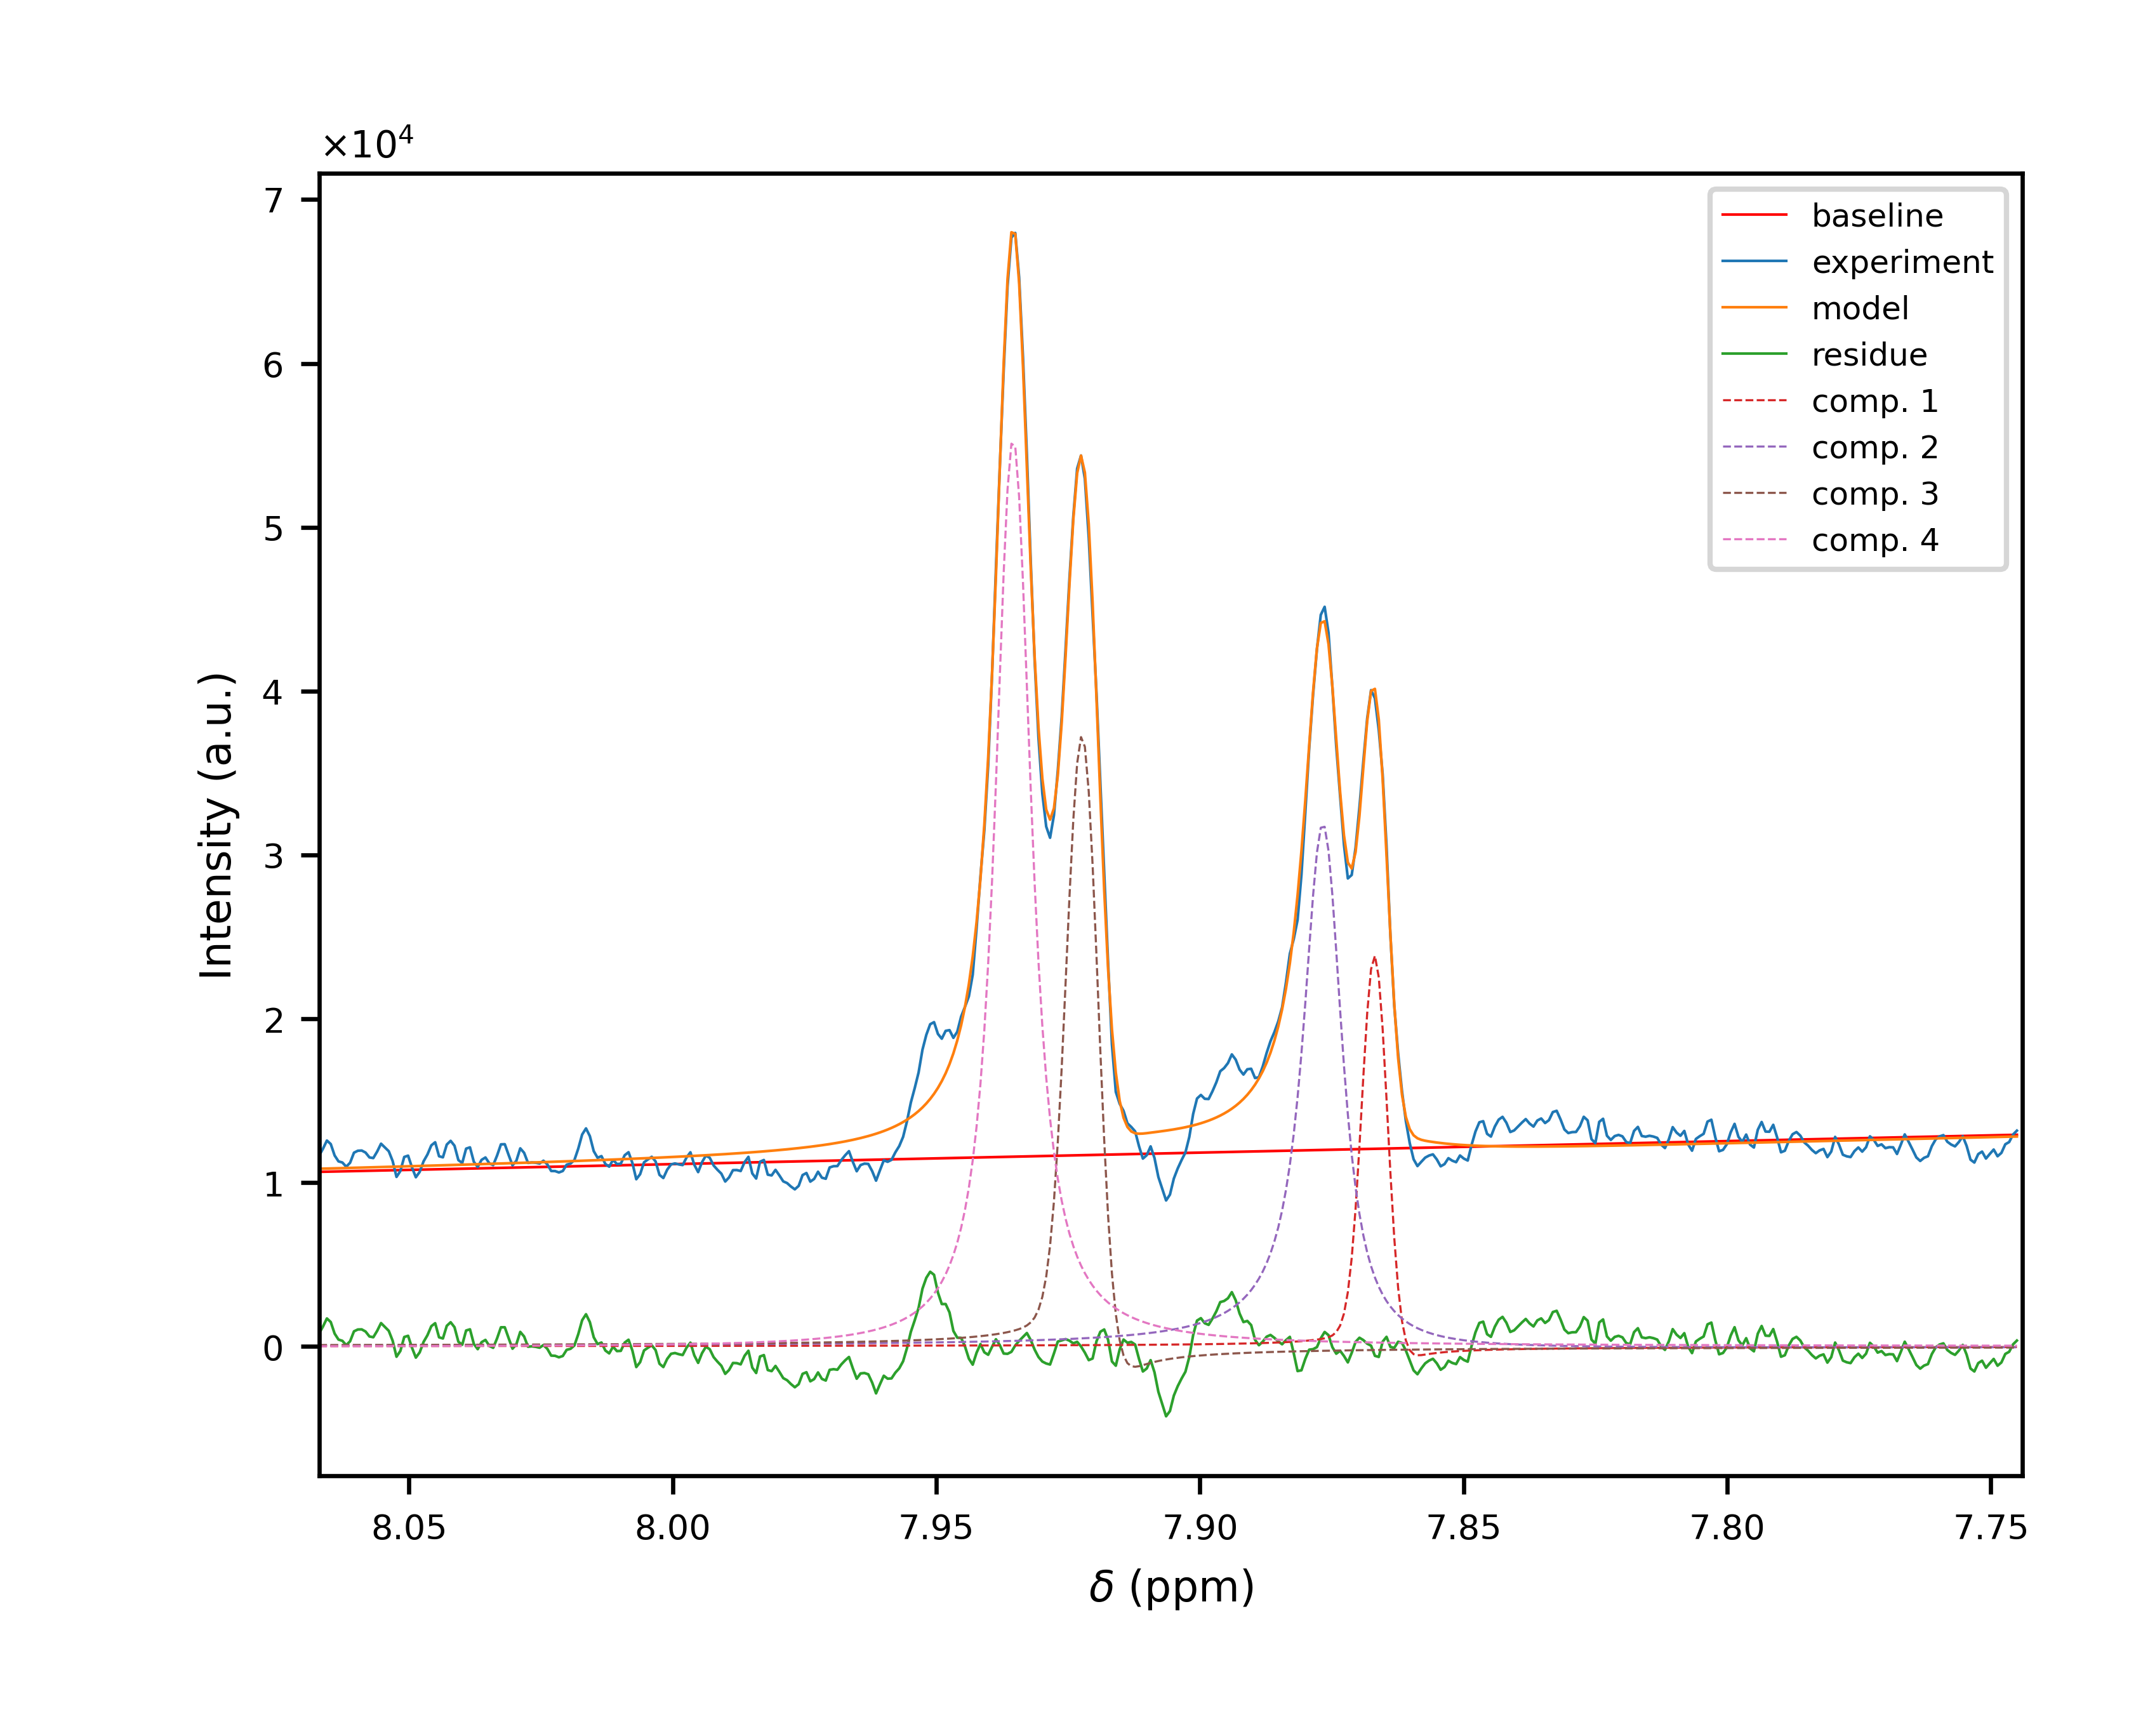 ×10⁴
7
6
5
4
3
2
1
0
Intensity (a.u.)
baseline
experiment
model
residue
comp. 1
comp. 2
comp. 3
comp. 4
8.05 8.00 7.95 7.90 7.85 7.80 7.75
δ (ppm)